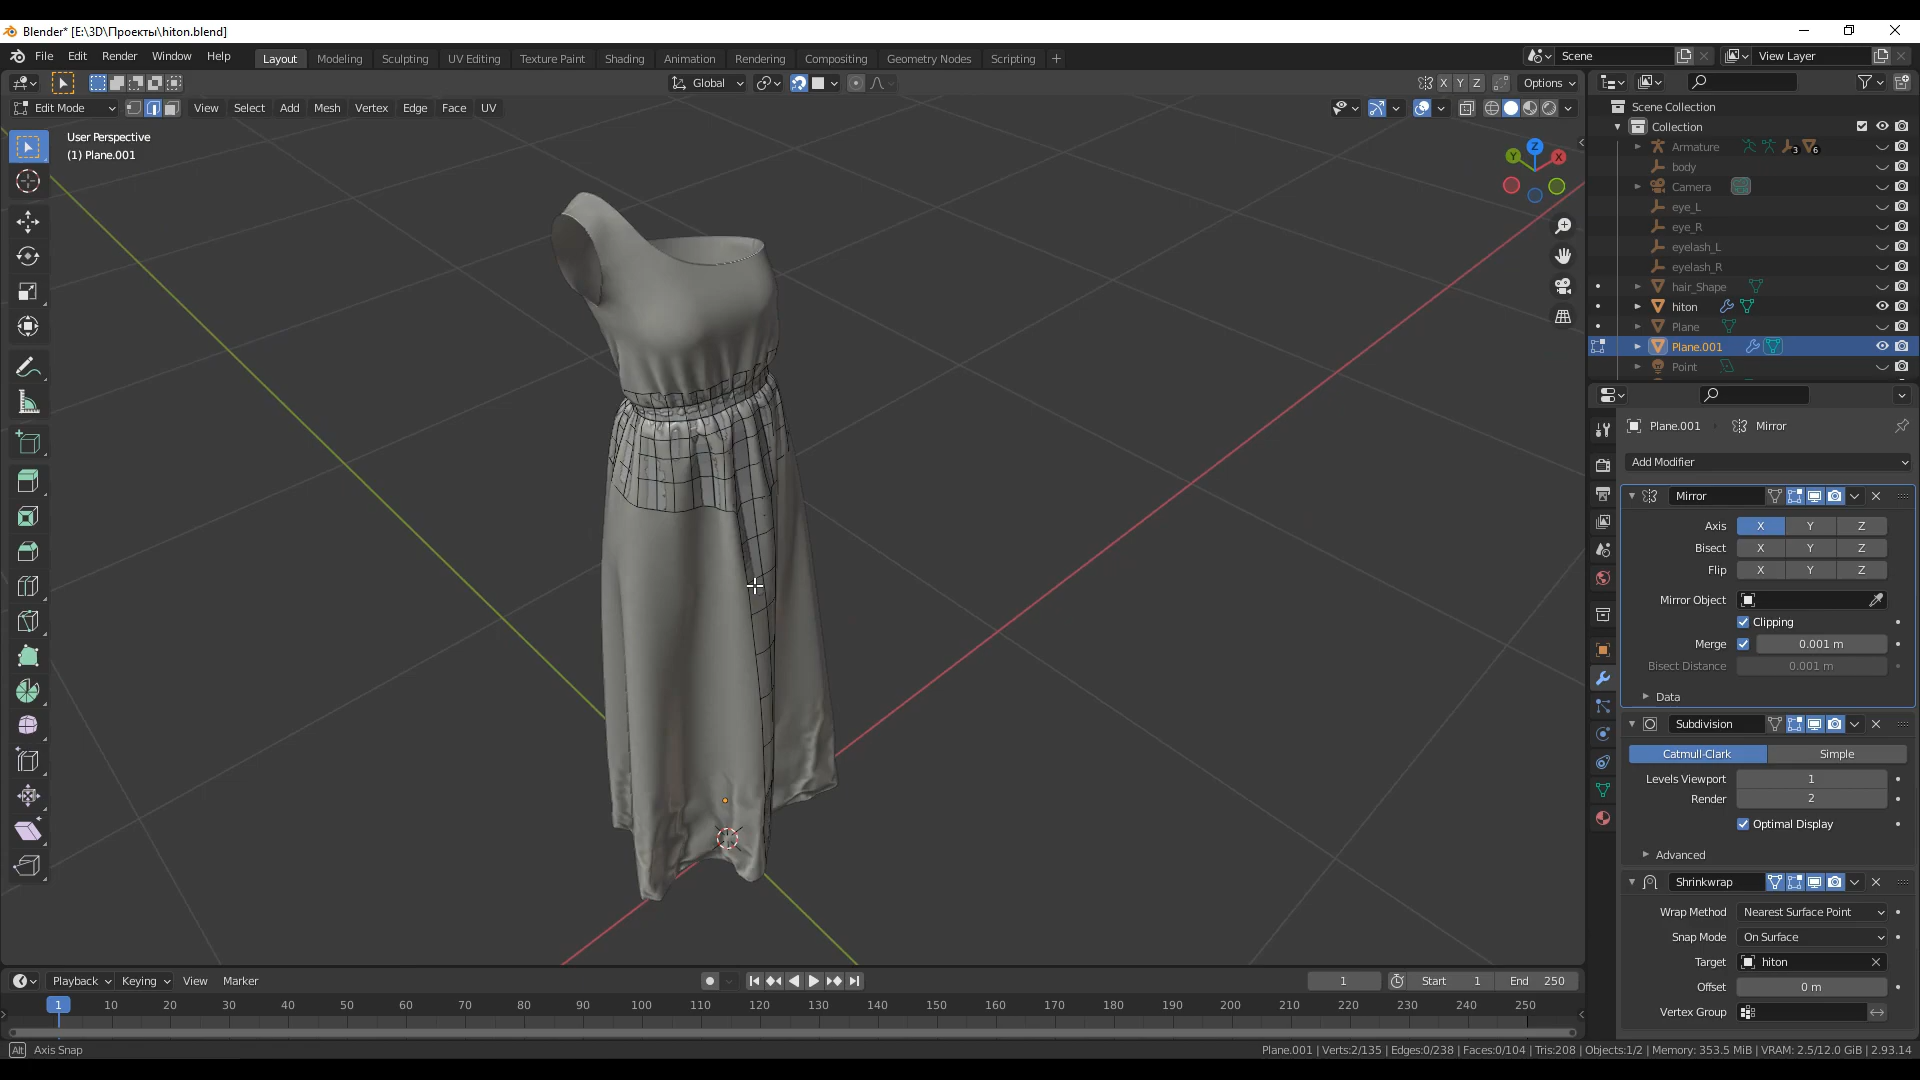 Blender* [E:\3D\Проекты\hiton.blend]
File Edit Render Window Help Layout Modeling Sculpting UV Editing Texture Paint Shading Animation Rendering Compositing Geometry Nodes Scripting + Scene View Layer
Global X Y Z Options
Edit Mode View Select Add Mesh Vertex Edge Face UV
User Perspective
(1) Plane.001
Z
Y
X
Scene Collection
Collection
Armature 3 6
body
Camera
eye_L
eye_R
eyelash_L
eyelash_R
hair_Shape
hiton
Plane
Plane.001
Point
Plane.001 Mirror
Add Modifier
Mirror
Axis X Y Z
Bisect X Y Z
Flip X Y Z
Mirror Object
Clipping
Merge 0.001 m
Bisect Distance 0.001 m
Data
Subdivision
Catmull-Clark Simple
Levels Viewport 1
Render 2
Optimal Display
Advanced
Shrinkwrap
Wrap Method Nearest Surface Point
Snap Mode On Surface
Target hiton
Offset 0 m
Vertex Group
Playback Keying View Marker 1 Start 1 End 250
1 10 20 30 40 50 60 70 80 90 100 110 120 130 140 150 160 170 180 190 200 210 220 230 240 250
Alt Axis Snap Plane.001 | Verts:2/135 | Edges:0/238 | Faces:0/104 | Tris:208 | Objects:1/2 | Memory: 353.5 MiB | VRAM: 2.5/12.0 GiB | 2.93.14